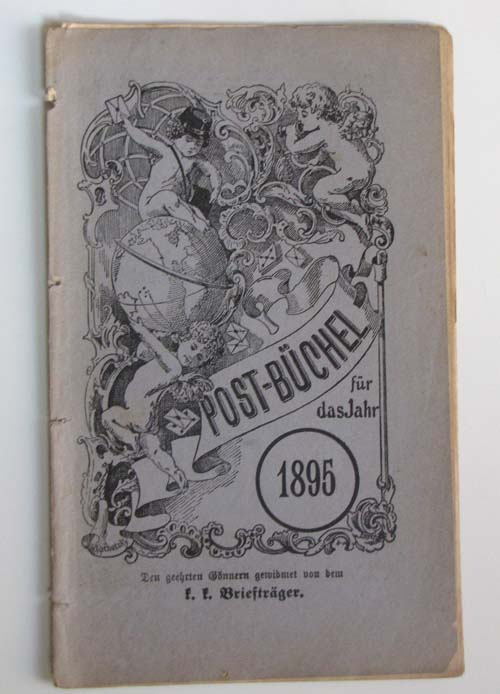 POST-BÜCHEL
für
das Jahr
1895
Den geehrten Gönnern gewidmet von dem
k. k. Briefträger.